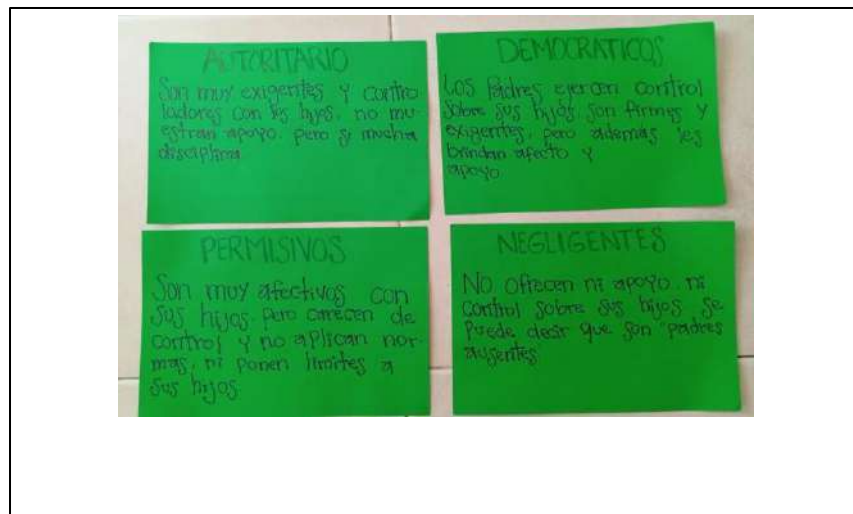 AUTORITARIO
Son muy exigentes y contro
ladores con los hijos, no mu-
estran apoyo. pero si mucha
disciplina.
DEMOCRATICOS
Los Padres ejercen control
sobre sus hijos. son firmes y
exigentes, pero además les
brindan afecto y
apoyo.
PERMISIVOS
Son muy afectivos con
sus hijos. pero carecen de
control y no aplican nor-
mas, ni ponen limites a
sus hijos
NEGLIGENTES
No ofrecen ni apoyo. ni
control sobre sus hijos se
puede decir que son "padres
ausentes"